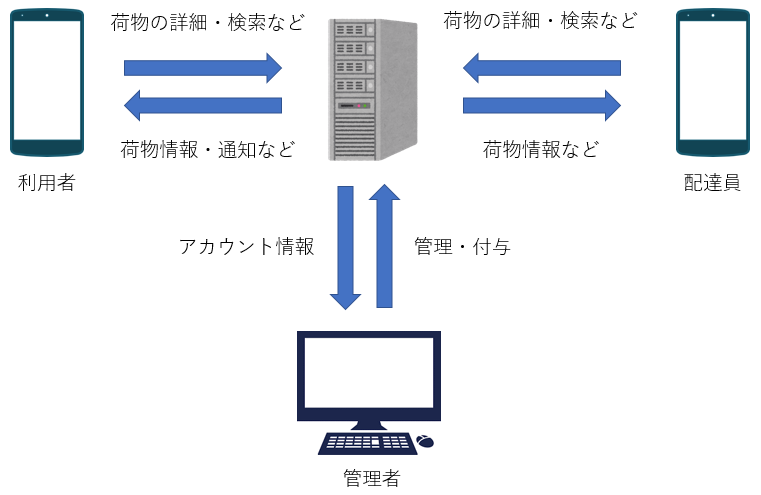 荷物の詳細・検索など
荷物の詳細・検索など
荷物情報・通知など
荷物情報など
利用者
配達員
アカウント情報
管理・付与
管理者